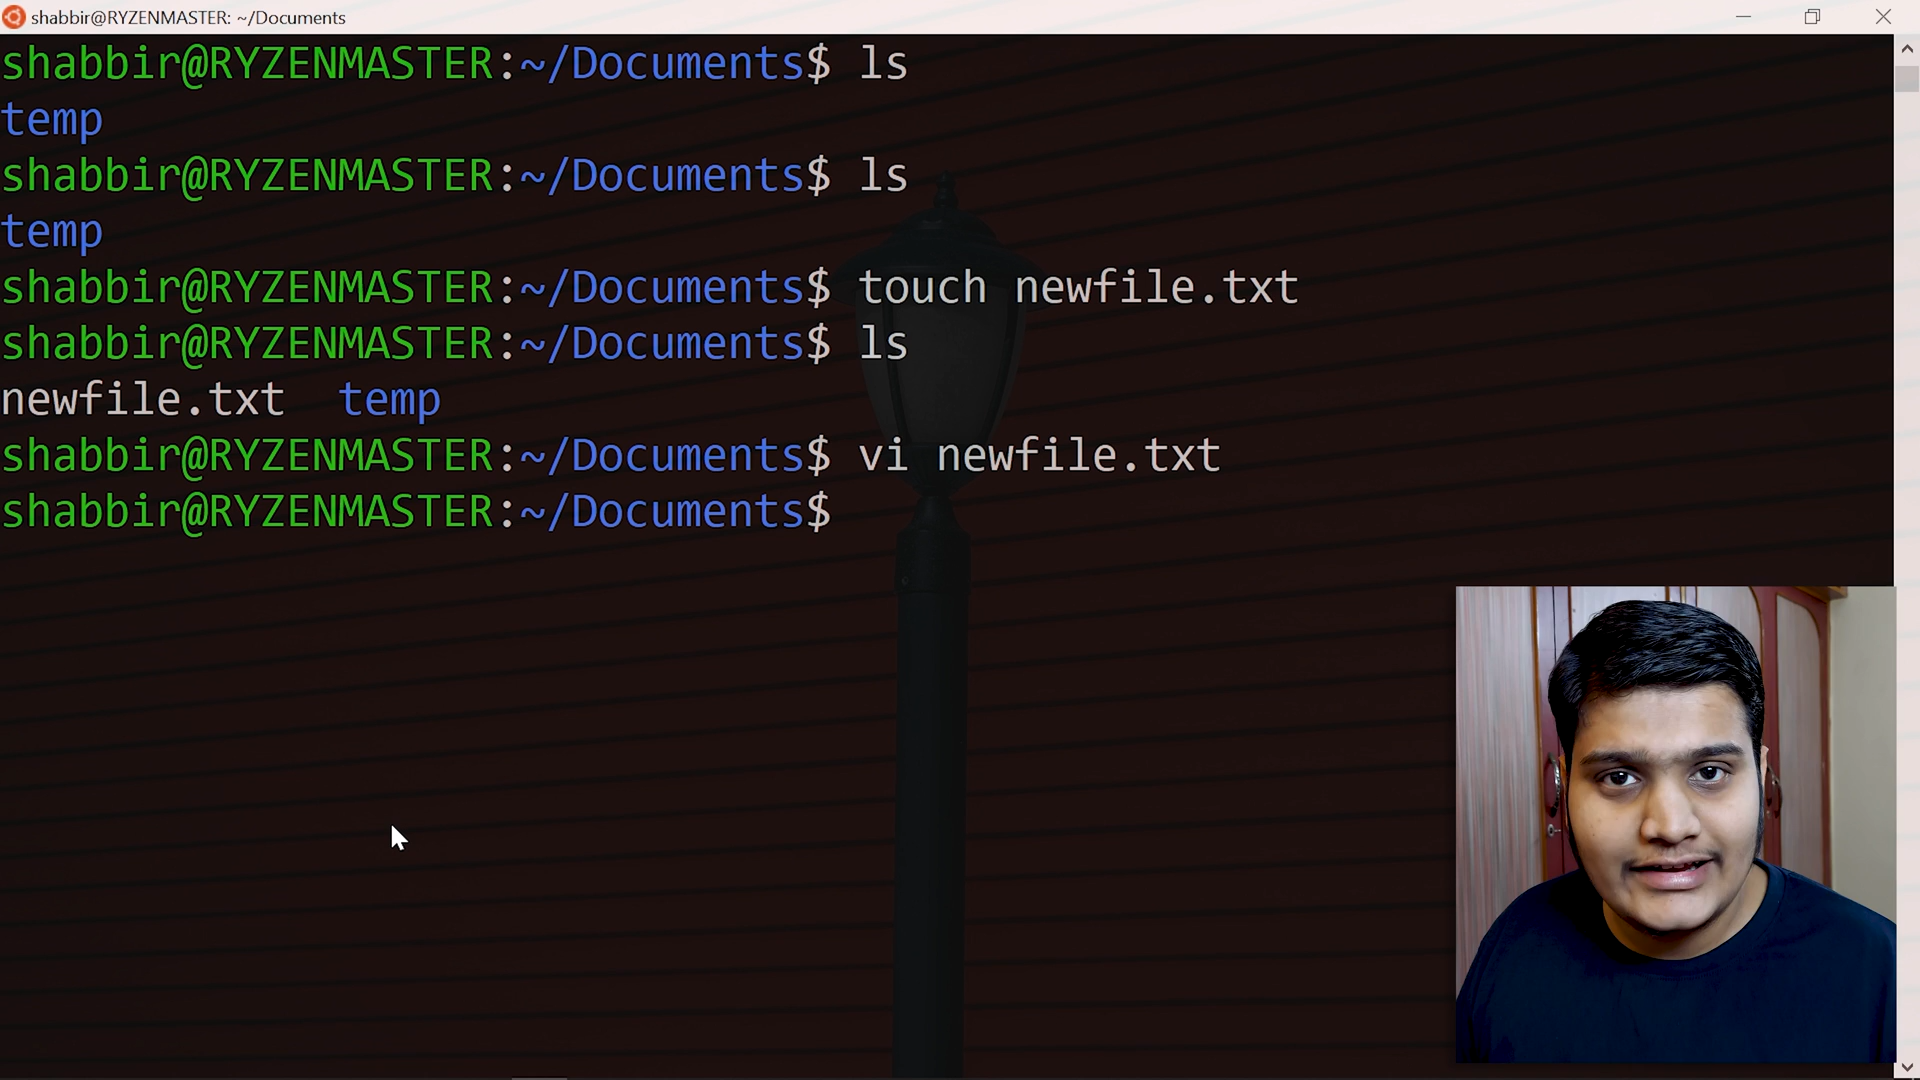 shabbir@RYZENMASTER: ~/Documents
shabbir@RYZENMASTER:~/Documents$ ls
temp
shabbir@RYZENMASTER:~/Documents$ ls
temp
shabbir@RYZENMASTER:~/Documents$ touch newfile.txt
shabbir@RYZENMASTER:~/Documents$ ls
newfile.txt  temp
shabbir@RYZENMASTER:~/Documents$ vi newfile.txt
shabbir@RYZENMASTER:~/Documents$